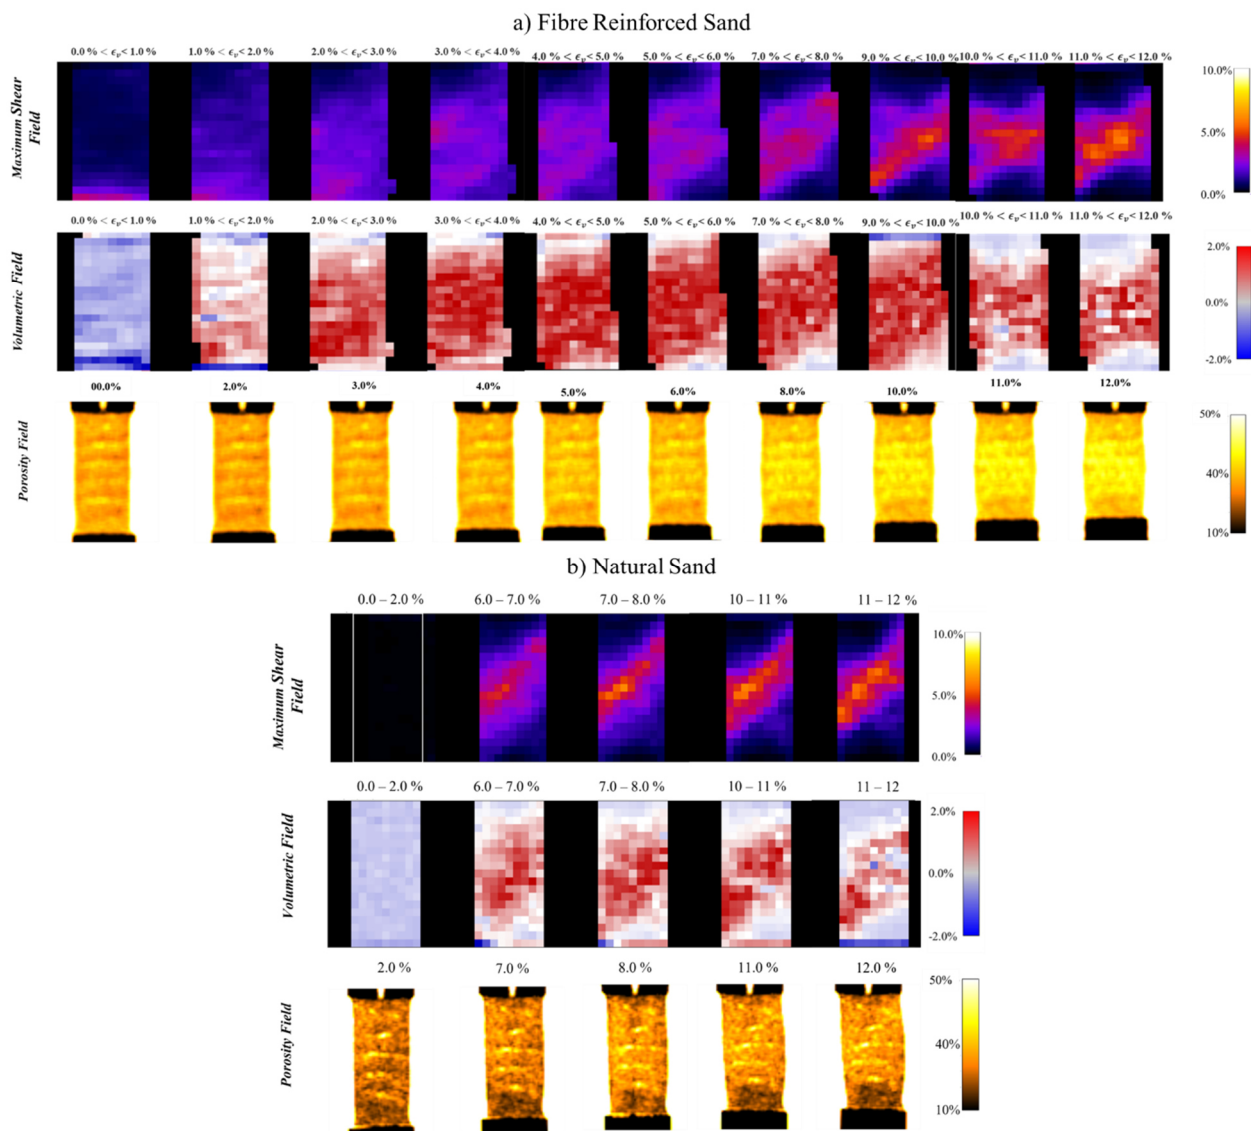 a) Fibre Reinforced Sand
0.0 % < ϵᵥ< 1.0 % 1.0 % < ϵᵥ< 2.0 % 2.0 % < ϵᵥ< 3.0 % 3.0 % < ϵᵥ< 4.0 % 4.0 % < ϵᵥ< 5.0 % 5.0 % < ϵᵥ< 6.0 % 7.0 % < ϵᵥ< 8.0 % 9.0 % < ϵᵥ< 10.0 % 10.0 % < ϵᵥ< 11.0 % 11.0 % < ϵᵥ< 12.0 %
Maximum Shear
Field
10.0%
5.0%
0.0%
0.0 % < ϵᵥ< 1.0 % 1.0 % < ϵᵥ< 2.0 % 2.0 % < ϵᵥ< 3.0 % 3.0 % < ϵᵥ< 4.0 % 4.0 % < ϵᵥ< 5.0 % 5.0 % < ϵᵥ< 6.0 % 7.0 % < ϵᵥ< 8.0 % 9.0 % < ϵᵥ< 10.0 % 10.0 % < ϵᵥ< 11.0 % 11.0 % < ϵᵥ< 12.0 %
Volumetric Field
2.0%
0.0%
-2.0%
00.0% 2.0% 3.0% 4.0% 5.0% 6.0% 8.0% 10.0% 11.0% 12.0%
Porosity Field
50%
40%
10%
b) Natural Sand
0.0 – 2.0 % 6.0 – 7.0 % 7.0 – 8.0 % 10 – 11 % 11 – 12 %
Maximum Shear
Field
10.0%
5.0%
0.0%
0.0 – 2.0 % 6.0 – 7.0 % 7.0 – 8.0 % 10 – 11 % 11 – 12
Volumetric Field
2.0%
0.0%
-2.0%
2.0 % 7.0 % 8.0 % 11.0 % 12.0 %
Porosity Field
50%
40%
10%